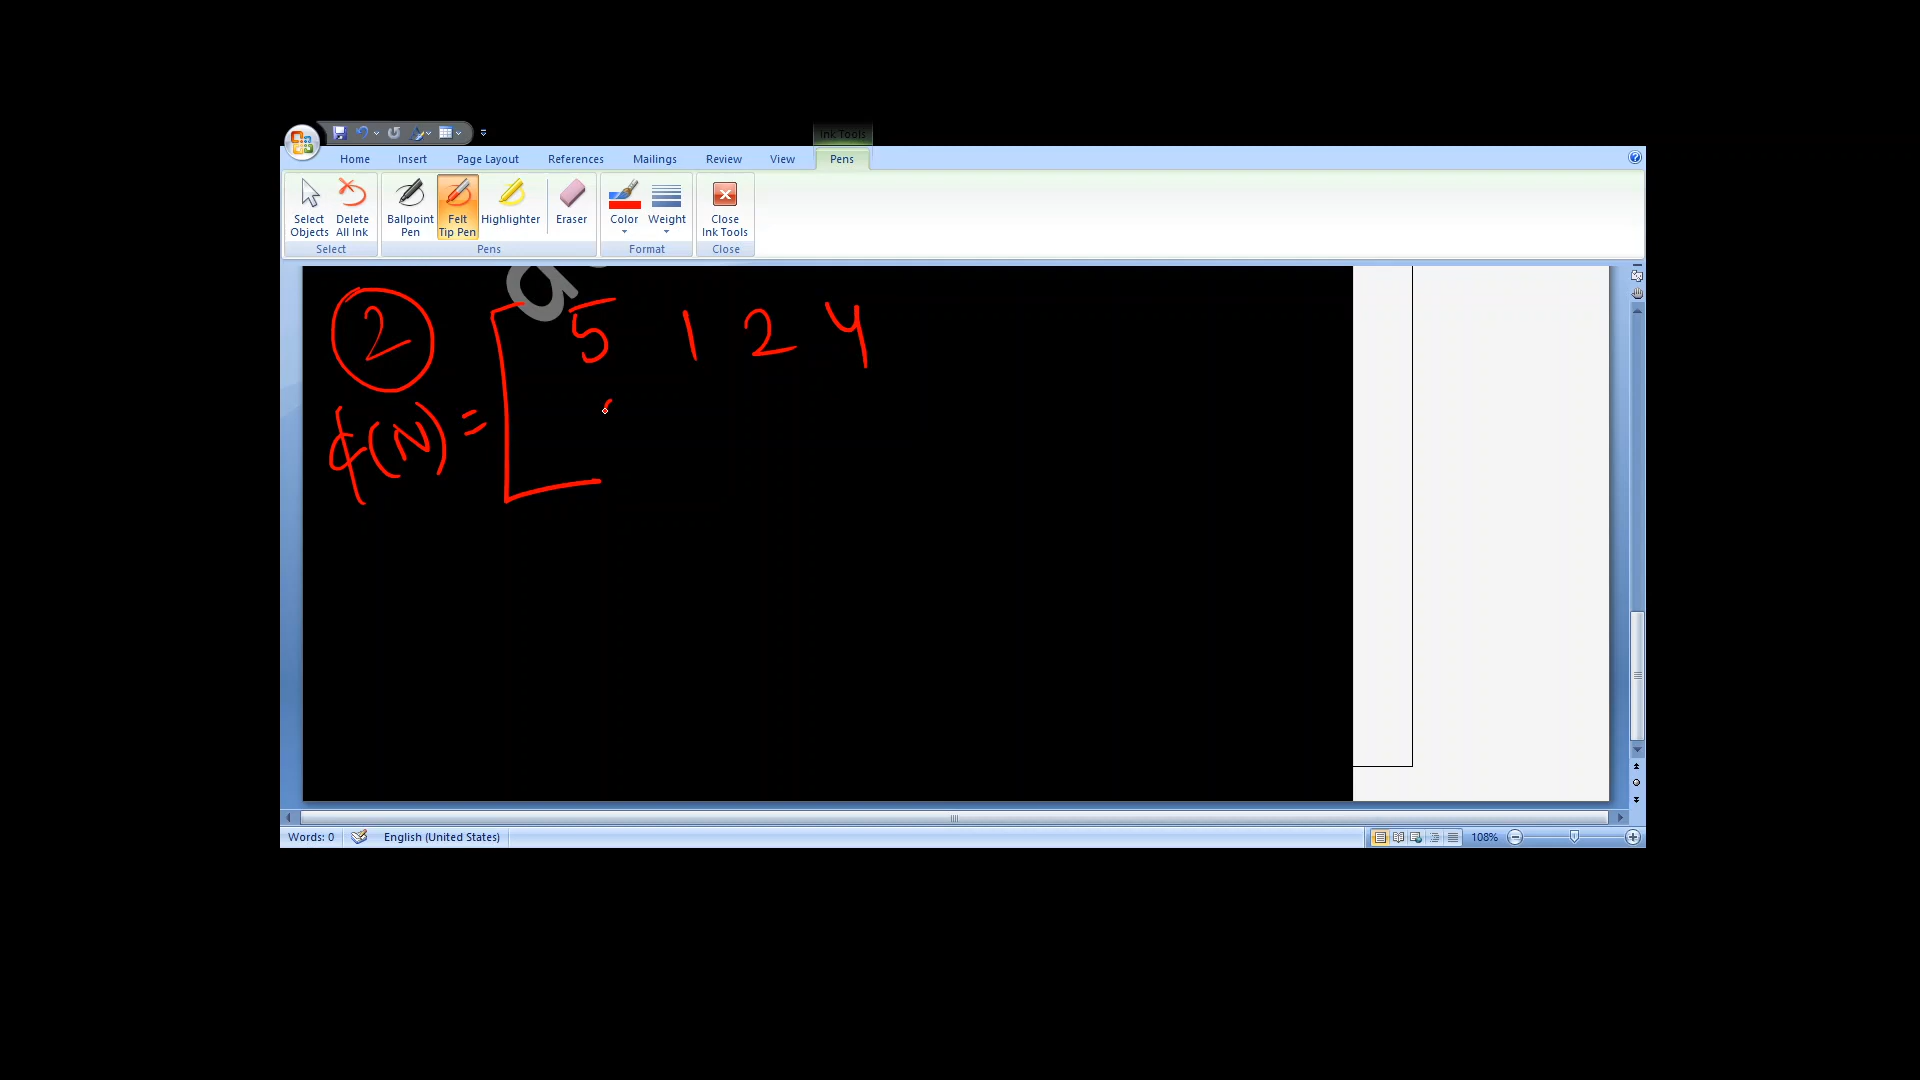 Ink Tools
Home Insert Page Layout References Mailings Review View Pens
Select Objects Delete All Ink Ballpoint Pen Felt Tip Pen Highlighter Eraser Color Weight Close Ink Tools
Select Pens Format Close
2
5 1 2 4
f(N) =
Words: 0 English (United States) 108%